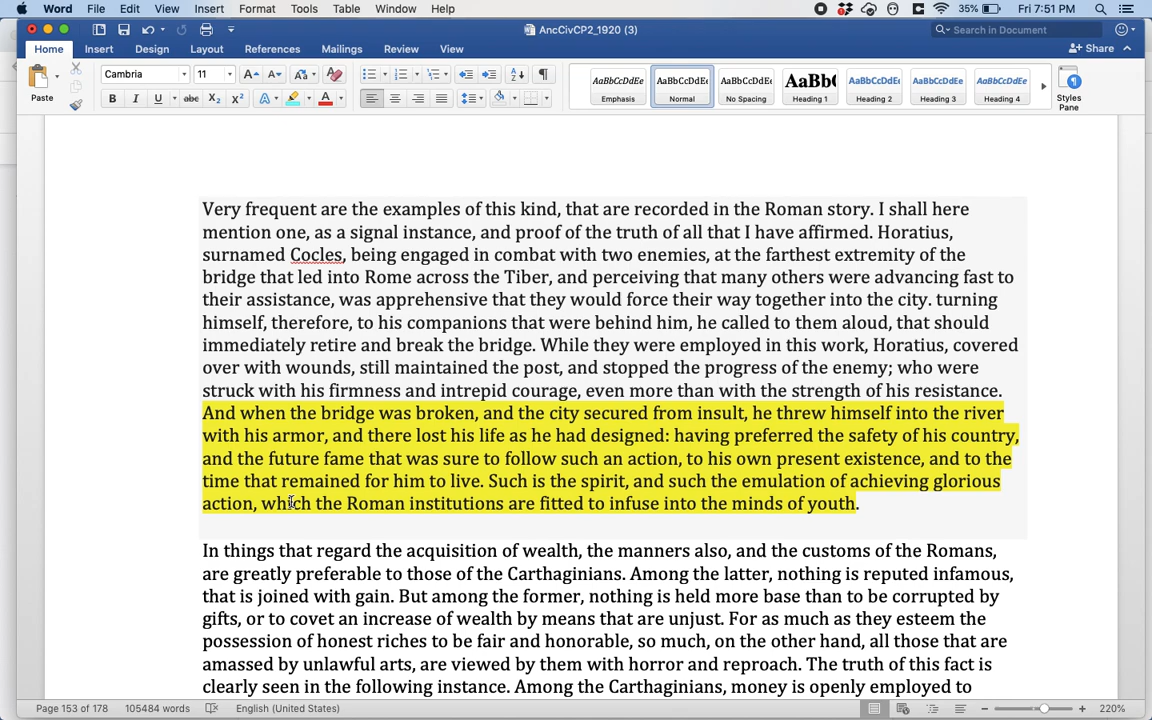 Word File Edit View Insert Format Tools Table Window Help 35% Fri 7:51 PM
AncCivCP2_1920 (3) Search in Document
Home Insert Design Layout References Mailings Review View Share
Paste Cambria 11 AaBbCcDdEe AaBbCcDdEe AaBbCcDdEe AaBbC AaBbCcDdEe AaBbCcDdEe AaBbCcDdEe
B I U abc X2 X2 A A Emphasis Normal No Spacing Heading 1 Heading 2 Heading 3 Heading 4 Styles Pane
Very frequent are the examples of this kind, that are recorded in the Roman story. I shall here
mention one, as a signal instance, and proof of the truth of all that I have affirmed. Horatius,
surnamed Cocles, being engaged in combat with two enemies, at the farthest extremity of the
bridge that led into Rome across the Tiber, and perceiving that many others were advancing fast to
their assistance, was apprehensive that they would force their way together into the city. turning
himself, therefore, to his companions that were behind him, he called to them aloud, that should
immediately retire and break the bridge. While they were employed in this work, Horatius, covered
over with wounds, still maintained the post, and stopped the progress of the enemy; who were
struck with his firmness and intrepid courage, even more than with the strength of his resistance.
And when the bridge was broken, and the city secured from insult, he threw himself into the river
with his armor, and there lost his life as he had designed: having preferred the safety of his country,
and the future fame that was sure to follow such an action, to his own present existence, and to the
time that remained for him to live. Such is the spirit, and such the emulation of achieving glorious
action, which the Roman institutions are fitted to infuse into the minds of youth.
In things that regard the acquisition of wealth, the manners also, and the customs of the Romans,
are greatly preferable to those of the Carthaginians. Among the latter, nothing is reputed infamous,
that is joined with gain. But among the former, nothing is held more base than to be corrupted by
gifts, or to covet an increase of wealth by means that are unjust. For as much as they esteem the
possession of honest riches to be fair and honorable, so much, on the other hand, all those that are
amassed by unlawful arts, are viewed by them with horror and reproach. The truth of this fact is
clearly seen in the following instance. Among the Carthaginians, money is openly employed to
Page 153 of 178 105484 words English (United States) 220%